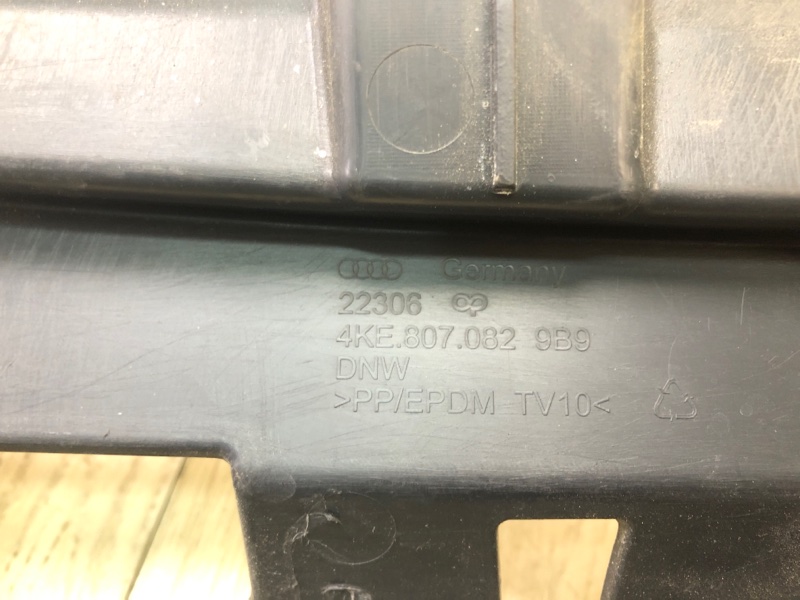 Germany
22306
4KE.807.082 9B9
DNW
>PP/EPDM TV10<